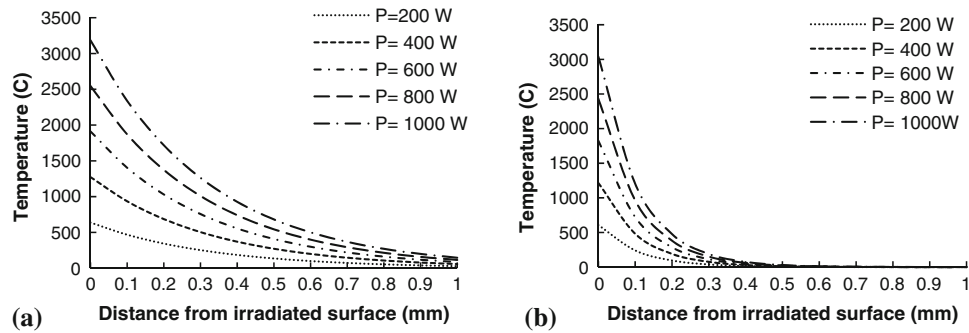 3500
3000
2500
2000
1500
1000
500
0
Temperature (C)
P=200 W
P= 400 W
P= 600 W
P= 800 W
P= 1000 W
0 0.1 0.2 0.3 0.4 0.5 0.6 0.7 0.8 0.9 1
Distance from irradiated surface (mm)
(a)
3500
3000
2500
2000
1500
1000
500
0
Temperature (C)
P= 200 W
P= 400 W
P= 600 W
P= 800 W
P= 1000W
0 0.1 0.2 0.3 0.4 0.5 0.6 0.7 0.8 0.9 1
Distance from irradiated surface (mm)
(b)